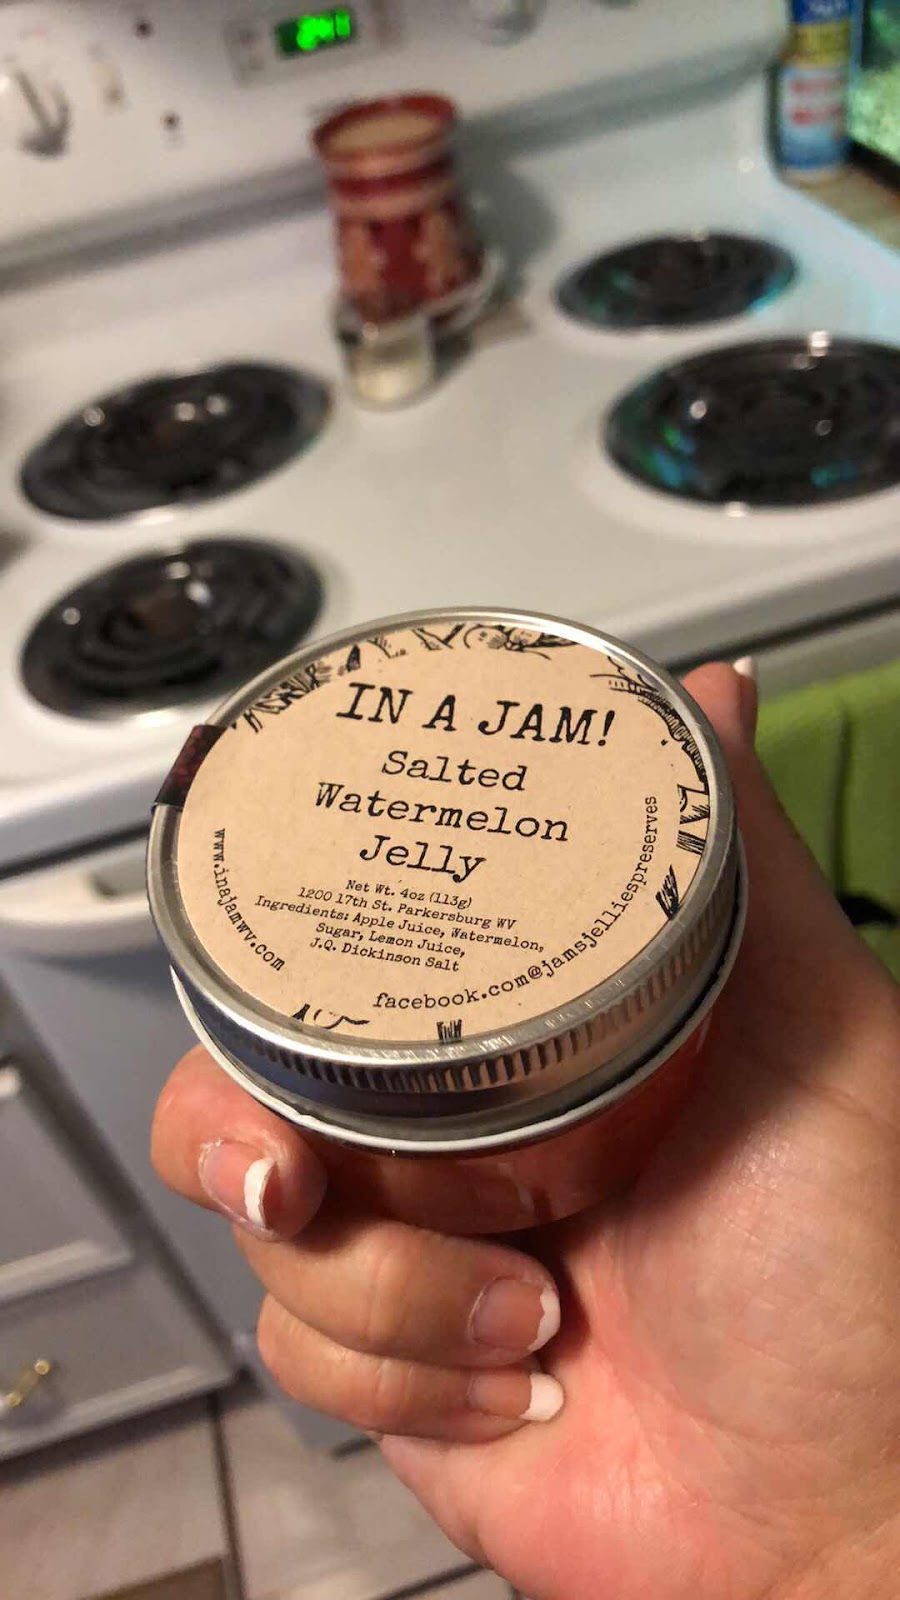 IN A JAM!
Salted
Watermelon
Jelly
Net Wt. 4oz (113g)
1200 17th St. Parkersburg WV
Ingredients: Apple Juice, Watermelon,
Sugar, Lemon Juice,
J.Q. Dickinson Salt
www.inajamwv.com
facebook.com@jamsjelliespreserves